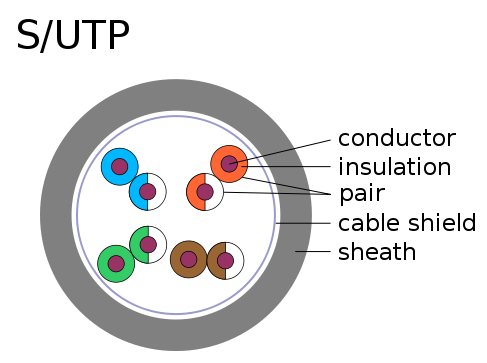 S/UTP
conductor
insulation
pair
cable shield
sheath